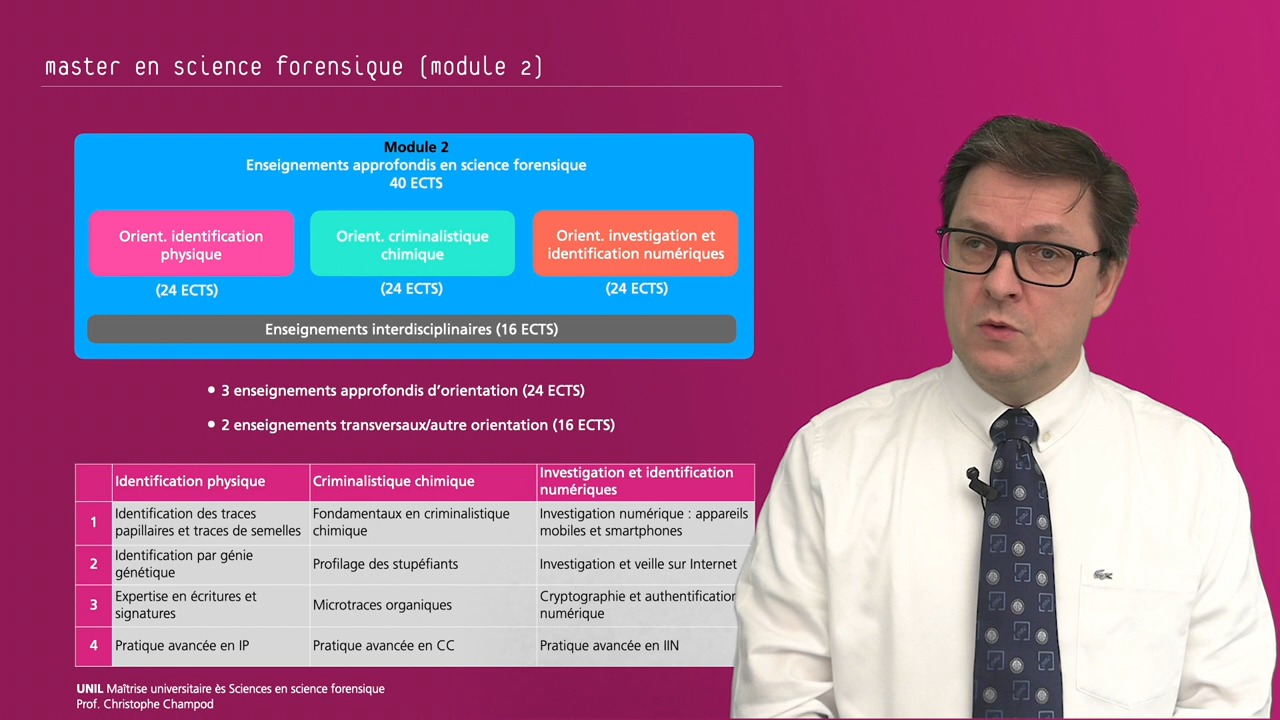 master en science forensique (module 2)
Module 2
Enseignements approfondis en science forensique
40 ECTS
Orient. identification
physique
Orient. criminalistique
chimique
Orient. investigation et
identification numériques
(24 ECTS)
(24 ECTS)
(24 ECTS)
Enseignements interdisciplinaires (16 ECTS)
• 3 enseignements approfondis d'orientation (24 ECTS)
• 2 enseignements transversaux/autre orientation (16 ECTS)
Identification physique
Criminalistique chimique
Investigation et identification
numériques
1
Identification des traces
papillaires et traces de semelles
Fondamentaux en criminalistique
chimique
Investigation numérique : appareils
mobiles et smartphones
2
Identification par génie
génétique
Profilage des stupéfiants
Investigation et veille sur Internet
3
Expertise en écritures et
signatures
Microtraces organiques
Cryptographie et authentification
numérique
4
Pratique avancée en IP
Pratique avancée en CC
Pratique avancée en IIN
UNIL Maîtrise universitaire ès Sciences en science forensique
Prof. Christophe Champod